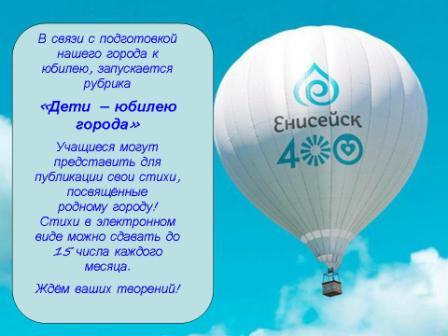 В связи с подготовкой
нашего города к
юбилею, запускается
рубрика
«Дети – юбилею
города»
Учащиеся могут
представить для
публикации свои стихи,
посвящённые
родному городу!
Стихи в электронном
виде можно сдавать до
15 числа каждого
месяца.
Ждём ваших творений!
Енисейск
400